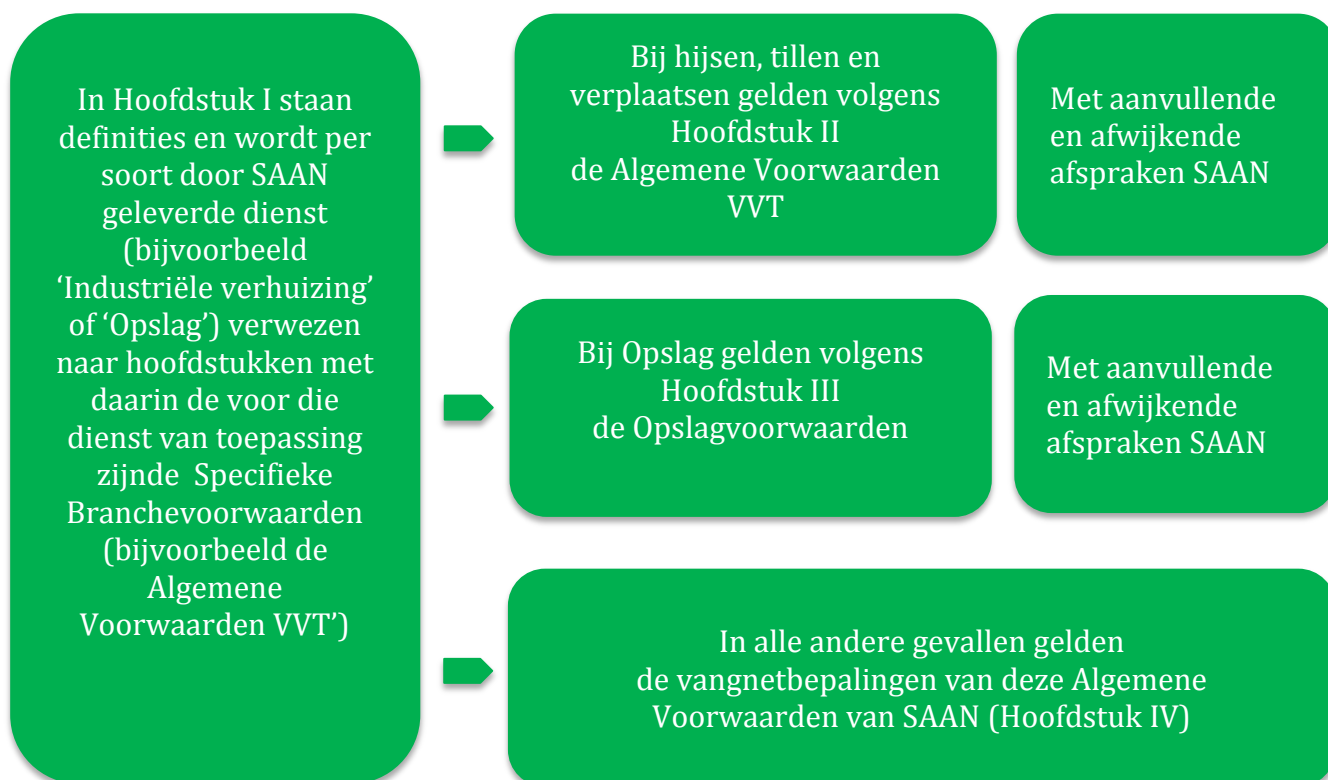 In Hoofdstuk I staan
definities en wordt per
soort door SAAN
geleverde dienst
(bijvoorbeeld
‘Industriële verhuizing’
of ‘Opslag’) verwezen
naar hoofdstukken met
daarin de voor die
dienst van toepassing
zijnde  Specifieke
Branchevoorwaarden
(bijvoorbeeld de
Algemene
Voorwaarden VVT’)
Bij hijsen, tillen en
verplaatsen gelden volgens
Hoofdstuk II
de Algemene Voorwaarden
VVT
Met aanvullende
en afwijkende
afspraken SAAN
Bij Opslag gelden volgens
Hoofdstuk III
de Opslagvoorwaarden
Met aanvullende
en afwijkende
afspraken SAAN
In alle andere gevallen gelden
de vangnetbepalingen van deze Algemene
Voorwaarden van SAAN (Hoofdstuk IV)